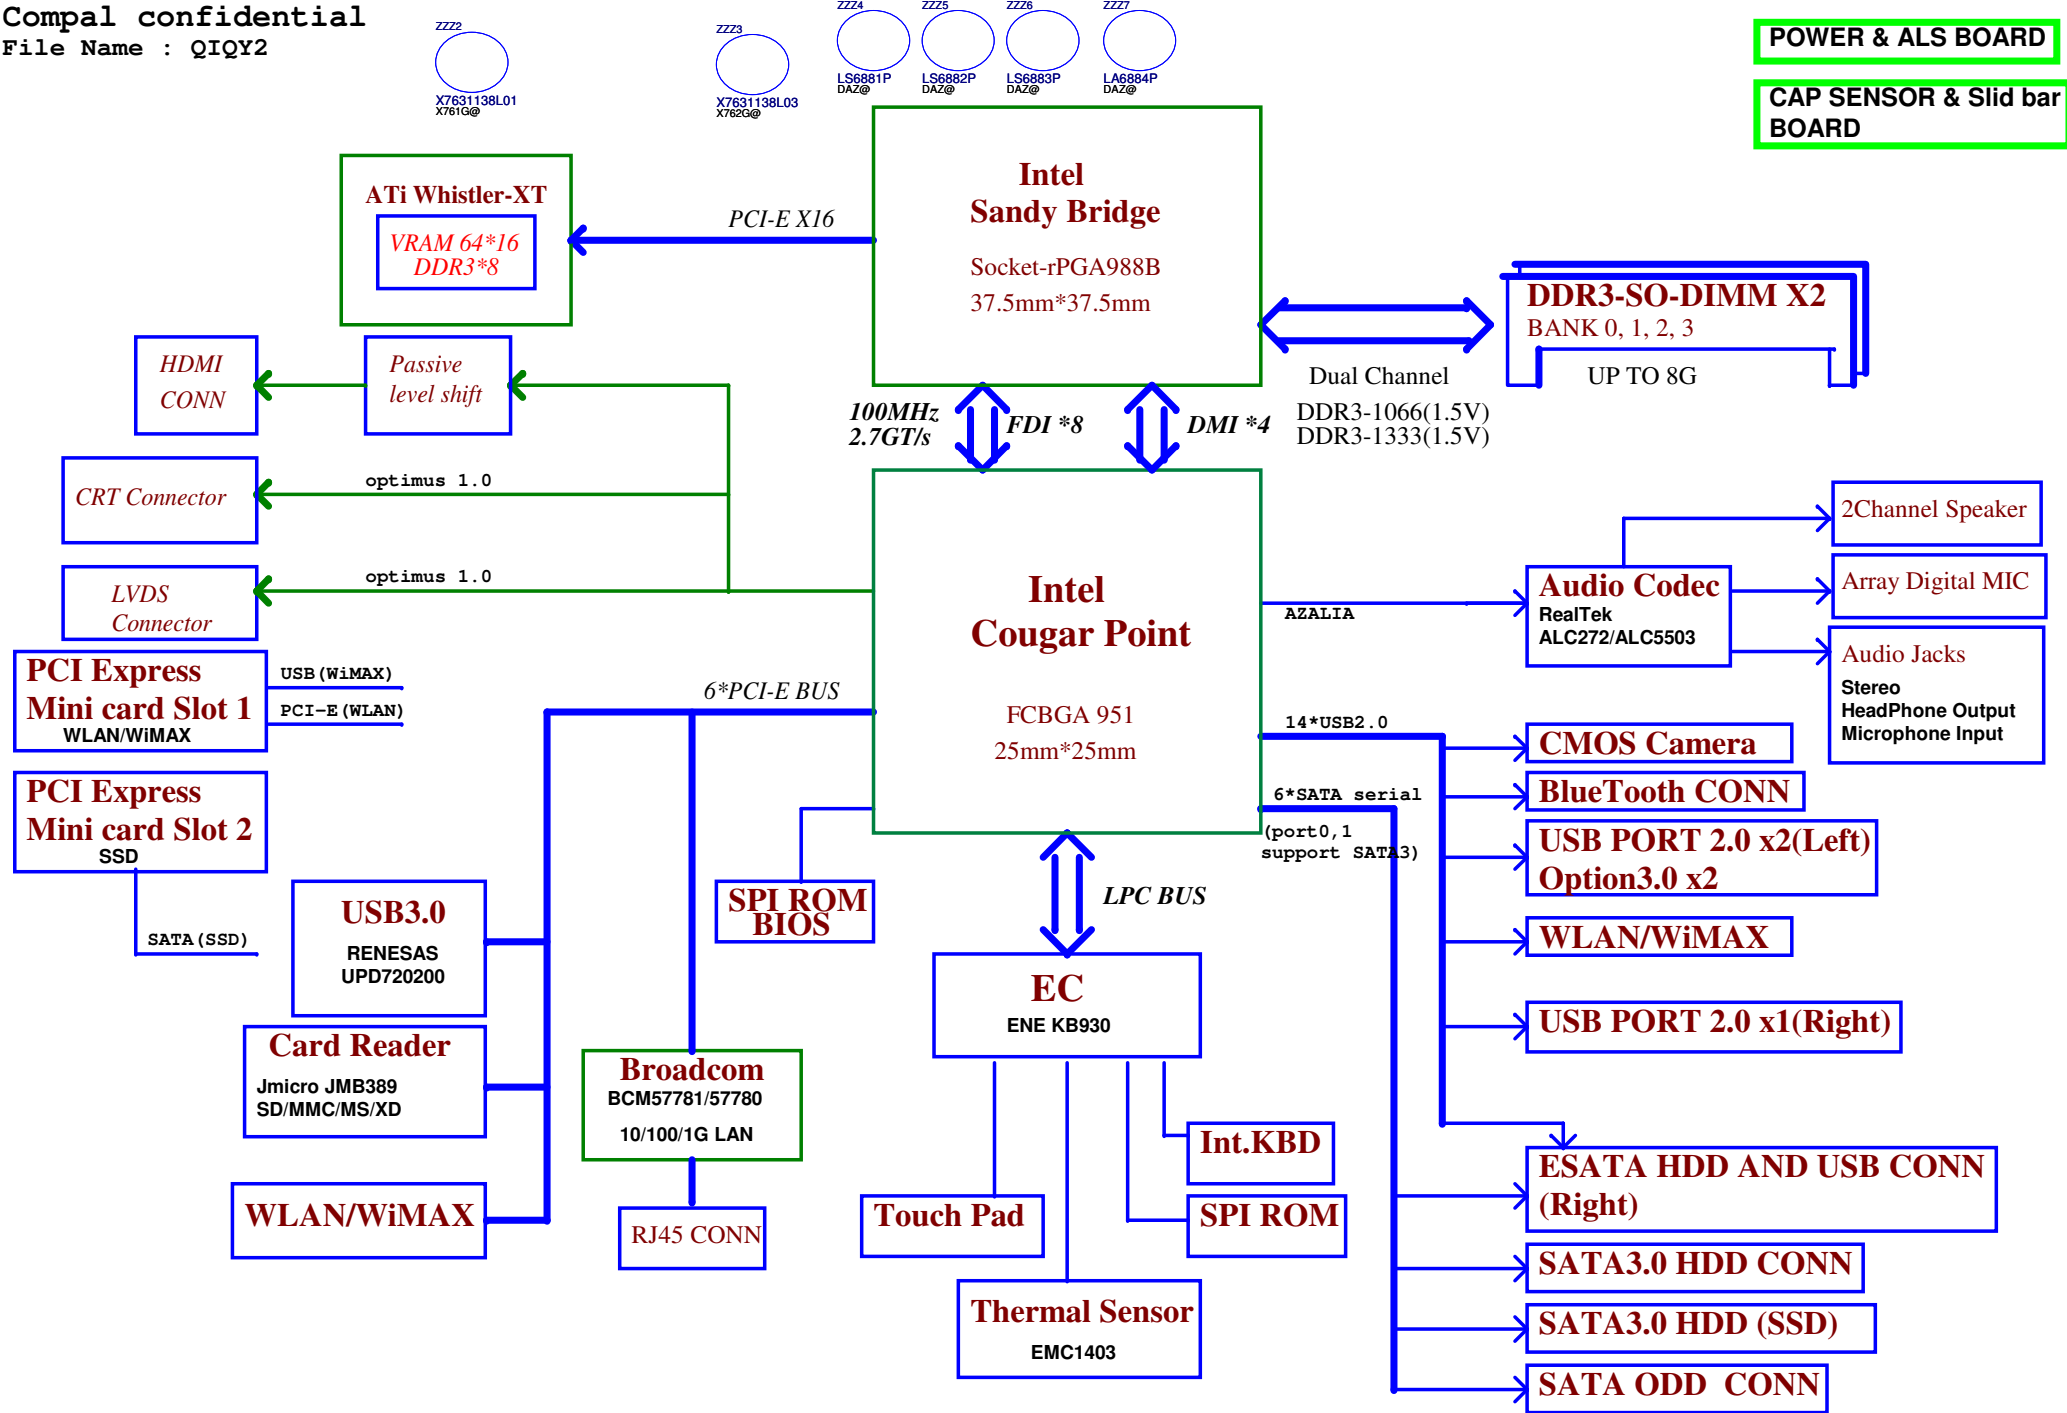 Compal confidential
File Name : QIQY2
ZZZ2
X7631138L01
X761G@
ZZZ3
X7631138L03
X762G@
ZZZ4
LS6881P
DAZ@
ZZZ5
LS6882P
DAZ@
ZZZ6
LS6883P
DAZ@
ZZZ7
LA6884P
DAZ@
POWER & ALS BOARD
CAP SENSOR & Slid bar
BOARD
ATi Whistler-XT
VRAM 64*16
DDR3*8
PCI-E X16
Intel
Sandy Bridge
Socket-rPGA988B
37.5mm*37.5mm
DDR3-SO-DIMM X2
BANK 0, 1, 2, 3
UP TO 8G
Dual Channel
DDR3-1066(1.5V)
DDR3-1333(1.5V)
HDMI
CONN
Passive
level shift
100MHz
2.7GT/s
FDI *8
DMI *4
CRT Connector
optimus 1.0
LVDS
Connector
optimus 1.0
Intel
Cougar Point
FCBGA 951
25mm*25mm
AZALIA
Audio Codec
RealTek
ALC272/ALC5503
2Channel Speaker
Array Digital MIC
Audio Jacks
Stereo
HeadPhone Output
Microphone Input
PCI Express
Mini card Slot 1
WLAN/WiMAX
USB(WiMAX)
PCI-E(WLAN)
6*PCI-E BUS
14*USB2.0
CMOS Camera
BlueTooth CONN
USB PORT 2.0 x2(Left)
Option3.0 x2
WLAN/WiMAX
USB PORT 2.0 x1(Right)
6*SATA serial
(port0,1
support SATA3)
PCI Express
Mini card Slot 2
SSD
SATA(SSD)
USB3.0
RENESAS
UPD720200
SPI ROM
BIOS
LPC BUS
EC
ENE KB930
Card Reader
Jmicro JMB389
SD/MMC/MS/XD
Broadcom
BCM57781/57780
10/100/1G LAN
WLAN/WiMAX
RJ45 CONN
Int.KBD
Touch Pad
SPI ROM
Thermal Sensor
EMC1403
ESATA HDD AND USB CONN
(Right)
SATA3.0 HDD CONN
SATA3.0 HDD (SSD)
SATA ODD  CONN